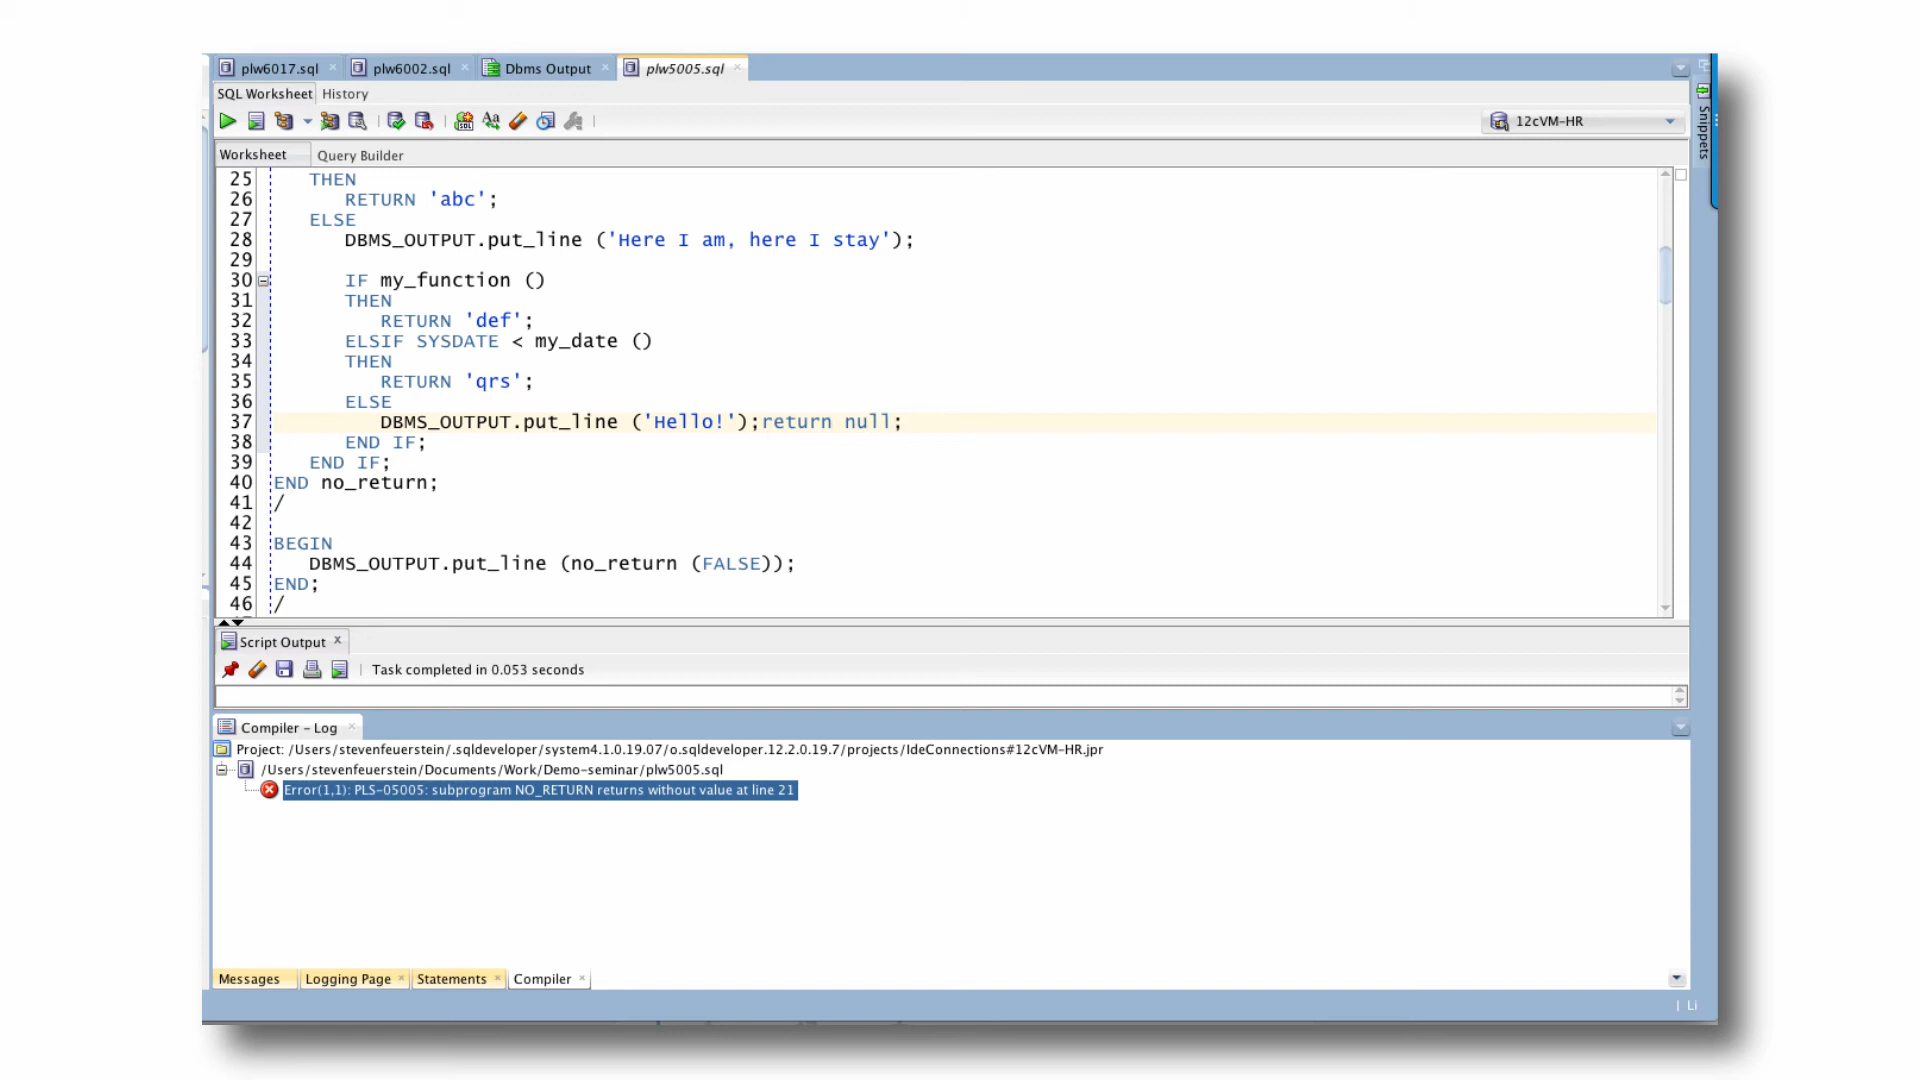 plw6017.sql plw6002.sql Dbms Output plw5005.sql
SQL Worksheet History
12cVM-HR
Snippets
Worksheet Query Builder
25 THEN
26 RETURN 'abc';
27 ELSE
28 DBMS_OUTPUT.put_line ('Here I am, here I stay');
29
30 IF my_function ()
31 THEN
32 RETURN 'def';
33 ELSIF SYSDATE < my_date ()
34 THEN
35 RETURN 'qrs';
36 ELSE
37 DBMS_OUTPUT.put_line ('Hello!');return null;
38 END IF;
39 END IF;
40 END no_return;
41 /
42
43 BEGIN
44 DBMS_OUTPUT.put_line (no_return (FALSE));
45 END;
46 /
Script Output
Task completed in 0.053 seconds
Compiler - Log
Project: /Users/stevenfeuerstein/.sqldeveloper/system4.1.0.19.07/o.sqldeveloper.12.2.0.19.7/projects/IdeConnections#12cVM-HR.jpr
/Users/stevenfeuerstein/Documents/Work/Demo-seminar/plw5005.sql
Error(1,1): PLS-05005: subprogram NO_RETURN returns without value at line 21
Messages Logging Page Statements Compiler
Li